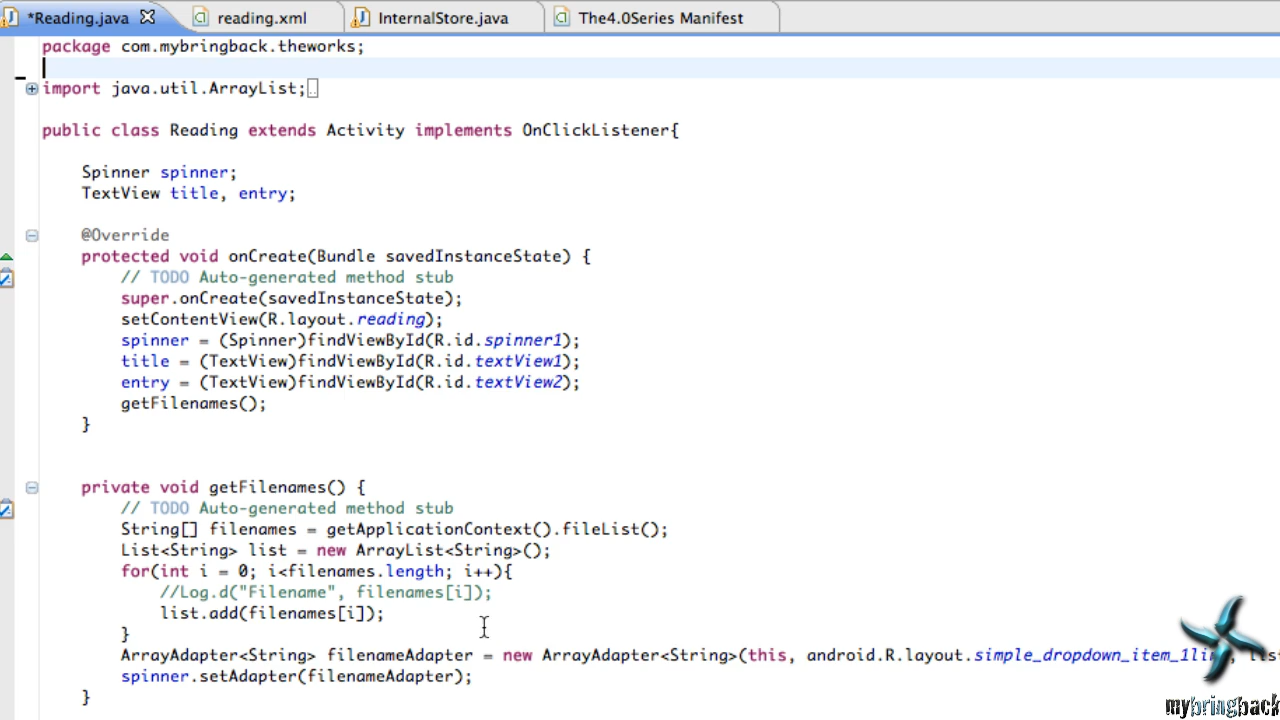 *Reading.java
reading.xml
InternalStore.java
The4.0Series Manifest
package com.mybringback.theworks;
import java.util.ArrayList;
public class Reading extends Activity implements OnClickListener{
Spinner spinner;
TextView title, entry;
@Override
protected void onCreate(Bundle savedInstanceState) {
// TODO Auto-generated method stub
super.onCreate(savedInstanceState);
setContentView(R.layout.reading);
spinner = (Spinner)findViewById(R.id.spinner1);
title = (TextView)findViewById(R.id.textView1);
entry = (TextView)findViewById(R.id.textView2);
getFilenames();
}
private void getFilenames() {
// TODO Auto-generated method stub
String[] filenames = getApplicationContext().fileList();
List<String> list = new ArrayList<String>();
for(int i = 0; i<filenames.length; i++){
//Log.d("Filename", filenames[i]);
list.add(filenames[i]);
}
ArrayAdapter<String> filenameAdapter = new ArrayAdapter<String>(this, android.R.layout.simple_dropdown_item_1lin
spinner.setAdapter(filenameAdapter);
}
mybringback